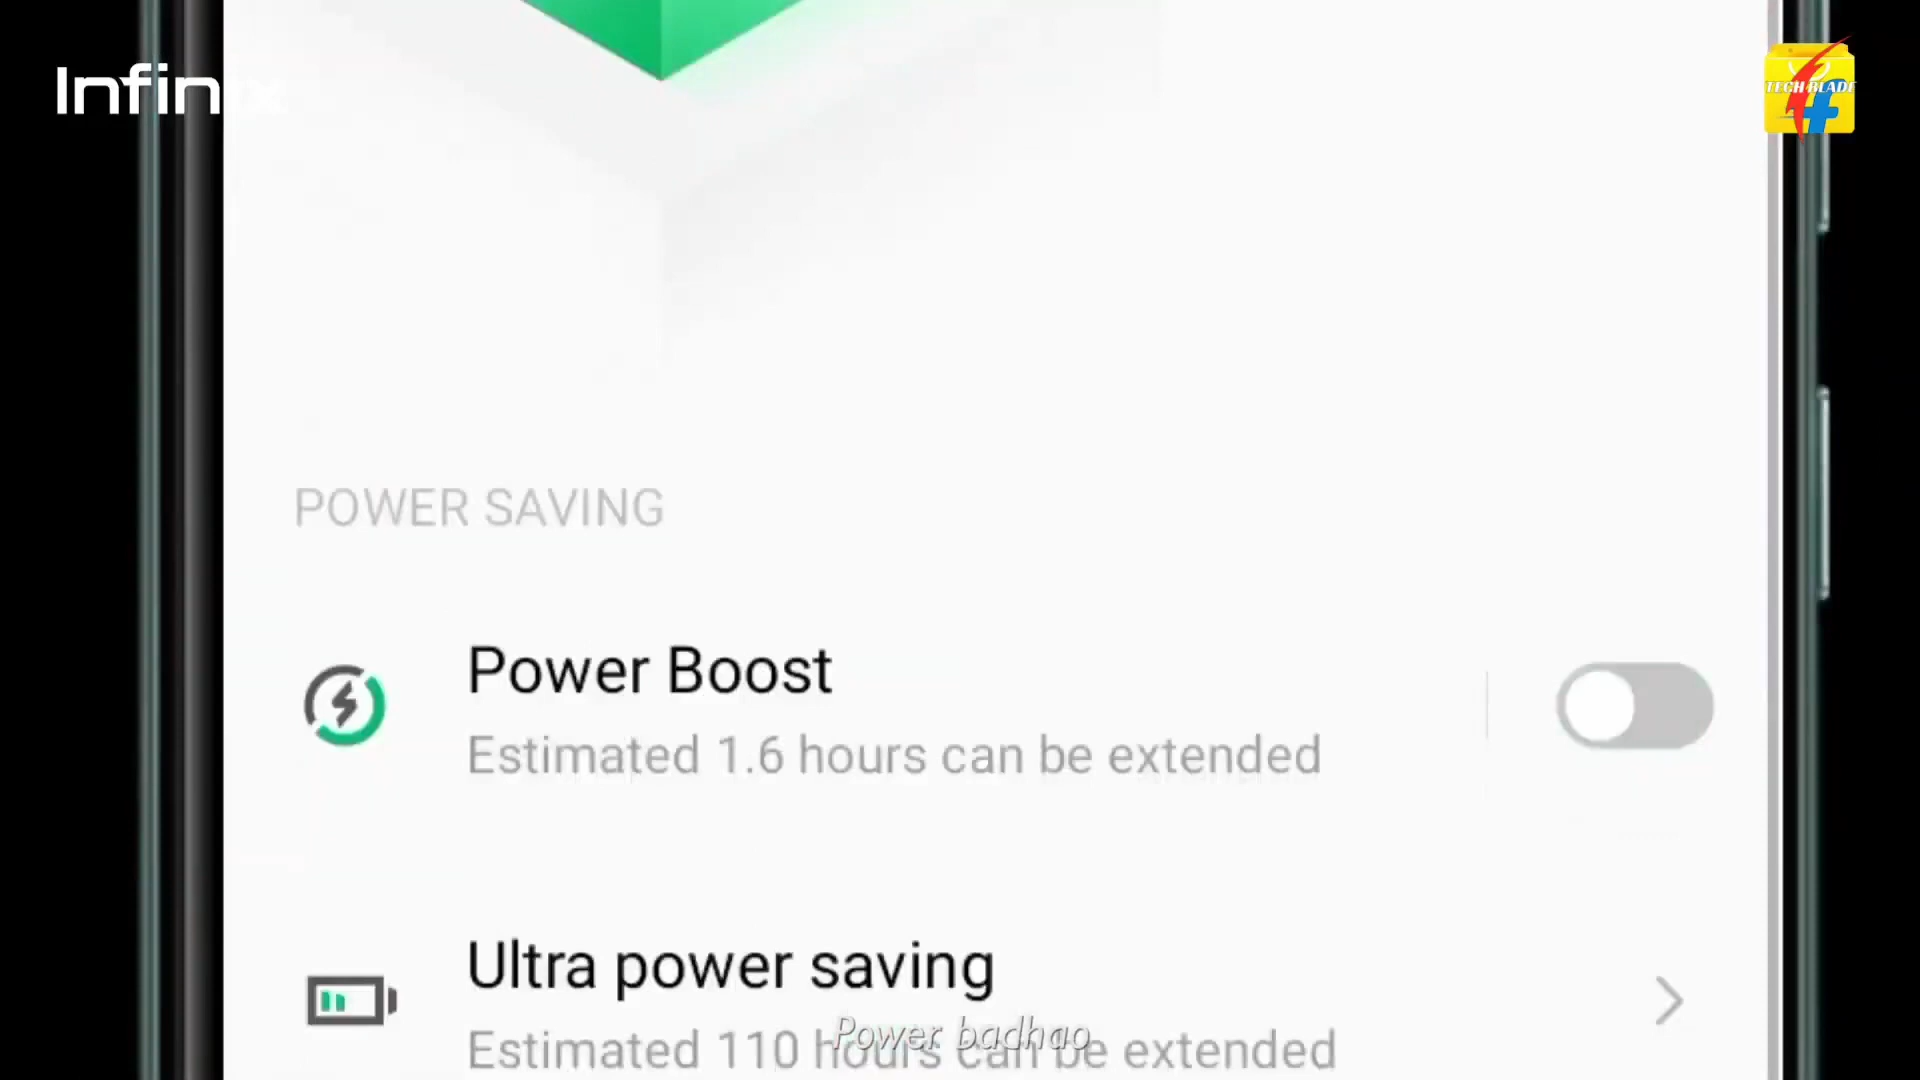 Infinix
TECH BLADE
POWER SAVING
Power Boost
Estimated 1.6 hours can be extended
Ultra power saving
Estimated 110 hours can be extended
Power badhao